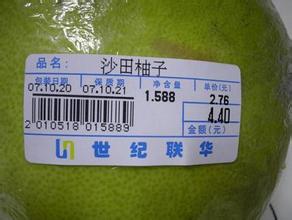 品名: 沙田柚子
包装日期 保质期 净含量 单价(元)
07.10.20 07.10.21 1.588 2.76
4.40
2 010518 015889 金额(元)
世纪联华